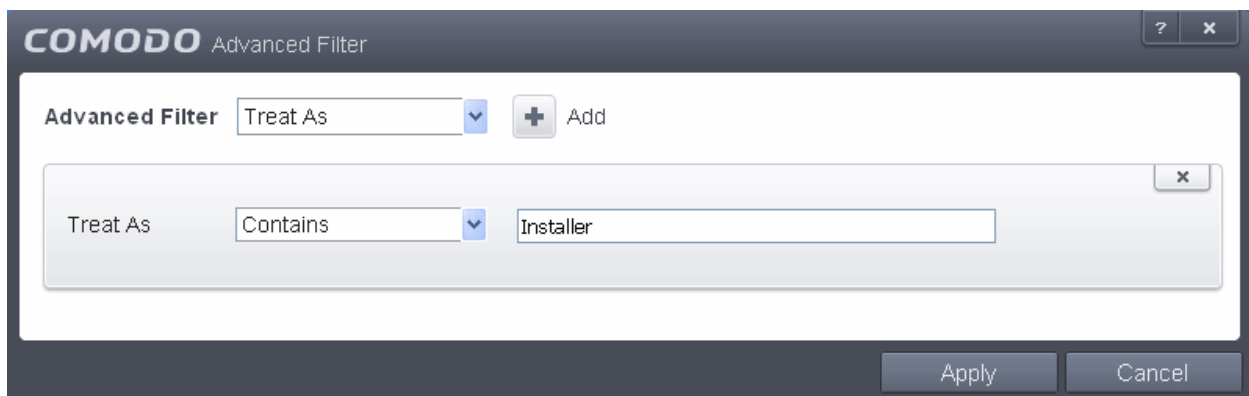 COMODO Advanced Filter ? ×
Advanced Filter Treat As + Add
×
Treat As Contains Installer
Apply Cancel